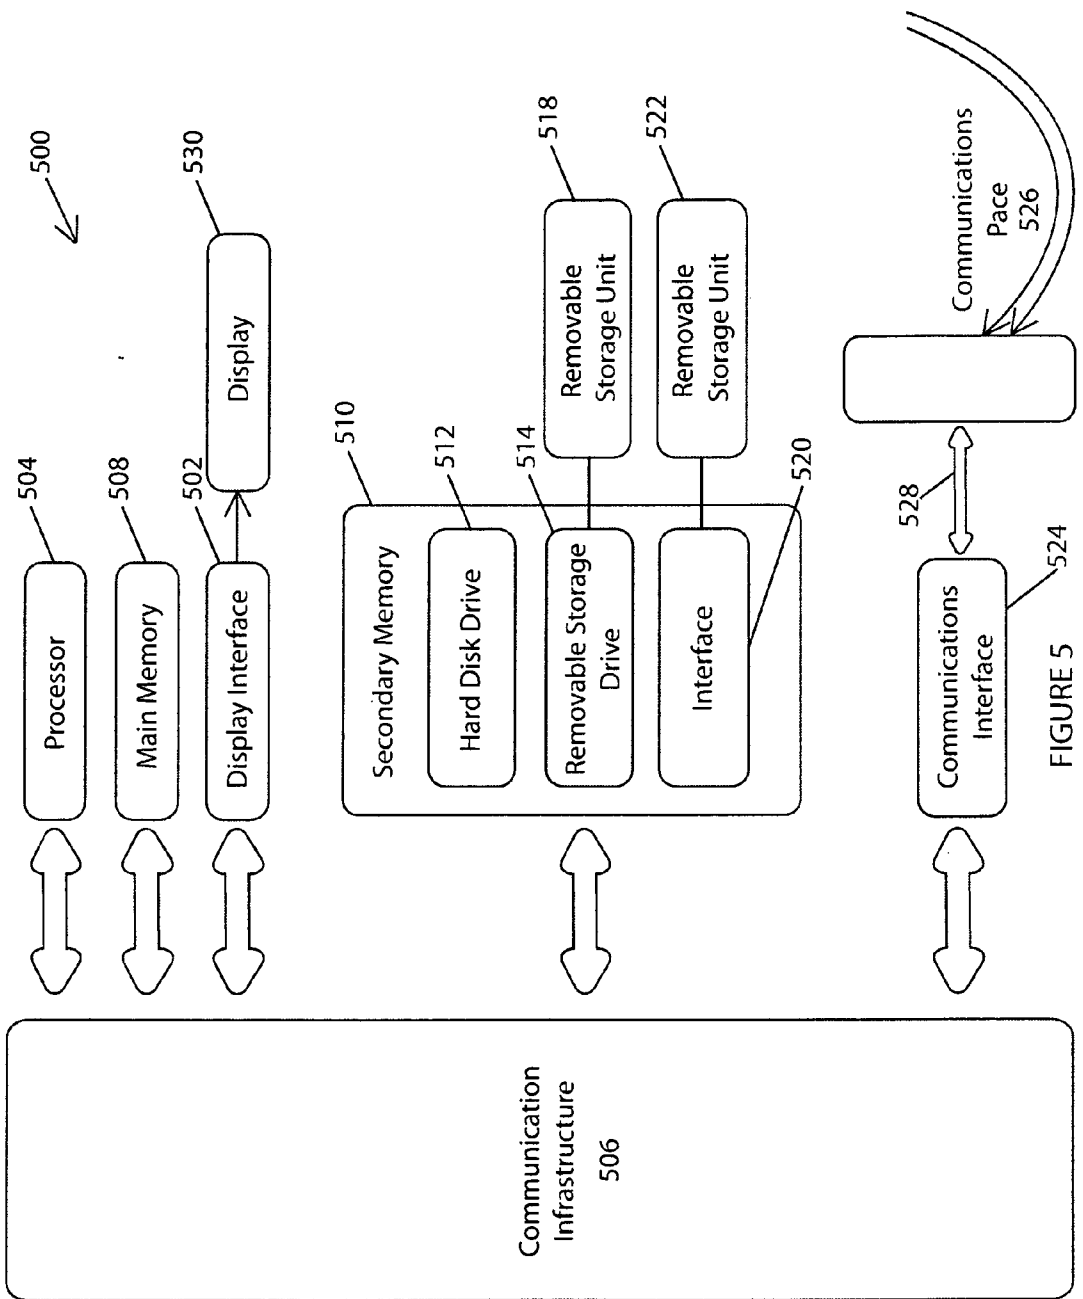 500
Communication
Infrastructure
506
504
Processor
508
Main Memory
502
Display Interface
530
Display
510
Secondary Memory
512
Hard Disk Drive
514
Removable Storage
Drive
518
Removable
Storage Unit
Interface
520
522
Removable
Storage Unit
Communications
Interface
524
528
Communications
Pace
526
FIGURE 5